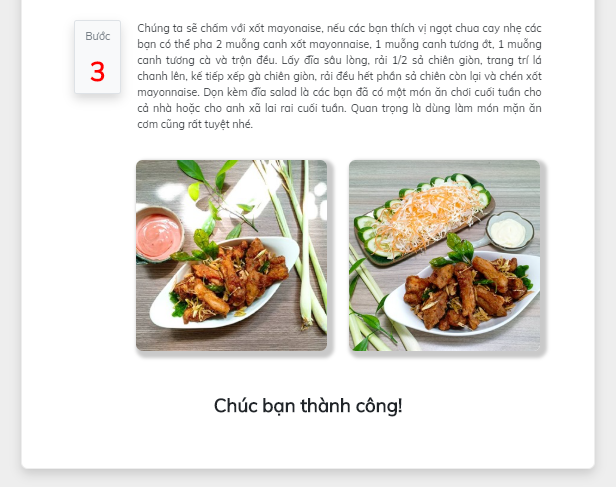 Bước
3
Chúng ta sẽ chấm với xốt mayonaise, nếu các bạn thích vị ngọt chua cay nhẹ các
bạn có thể pha 2 muỗng canh xốt mayonnaise, 1 muỗng canh tương ớt, 1 muỗng
canh tương cà và trộn đều. Lấy đĩa sâu lòng, rải 1/2 sả chiên giòn, trang trí lá
chanh lên, kế tiếp xếp gà chiên giòn, rải đều hết phần sả chiên còn lại và chén xốt
mayonnaise. Dọn kèm đĩa salad là các bạn đã có một món ăn chơi cuối tuần cho
cả nhà hoặc cho anh xã lai rai cuối tuần. Quan trọng là dùng làm món mặn ăn
cơm cũng rất tuyệt nhé.
Chúc bạn thành công!